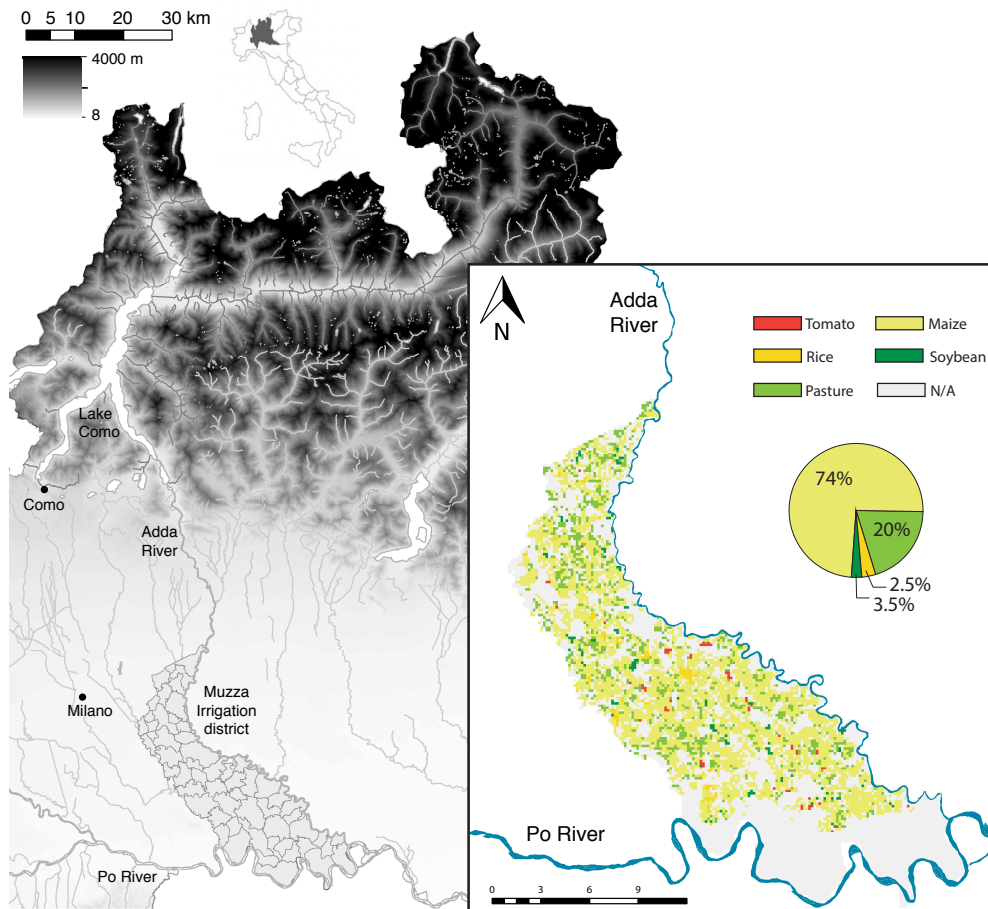 0 5 10 20 30 km
4000 m
8
Lake
Como
Como
Adda
River
Milano
Muzza
Irrigation
district
Po River
N
Adda
River
Tomato
Maize
Rice
Soybean
Pasture
N/A
74%
20%
2.5%
3.5%
Po River
0 3 6 9